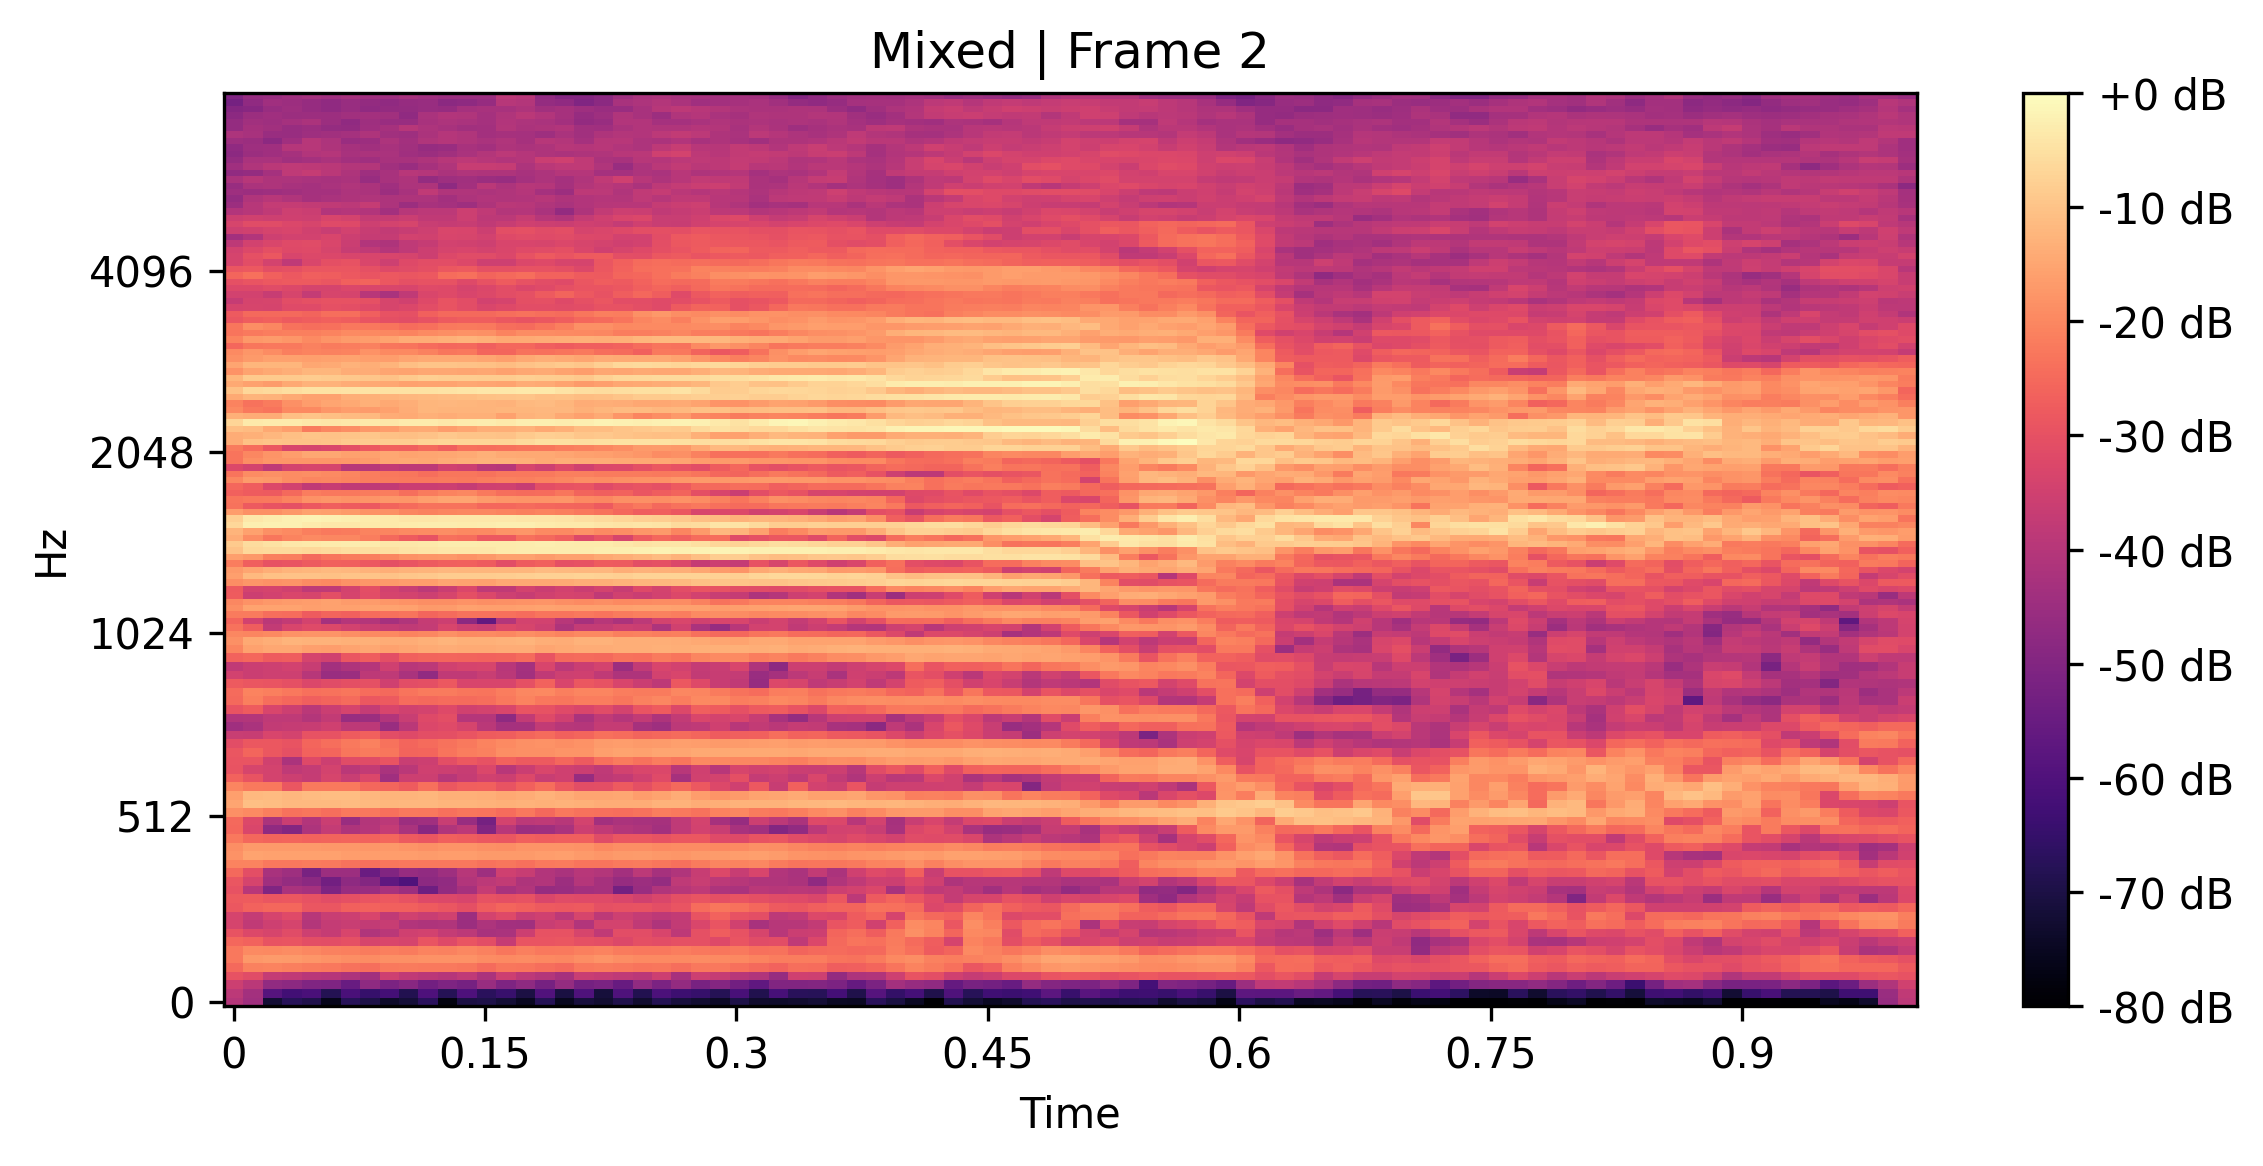 Mixed | Frame 2
Hz
4096
2048
1024
512
0
0 0.15 0.3 0.45 0.6 0.75 0.9
Time
+0 dB
-10 dB
-20 dB
-30 dB
-40 dB
-50 dB
-60 dB
-70 dB
-80 dB